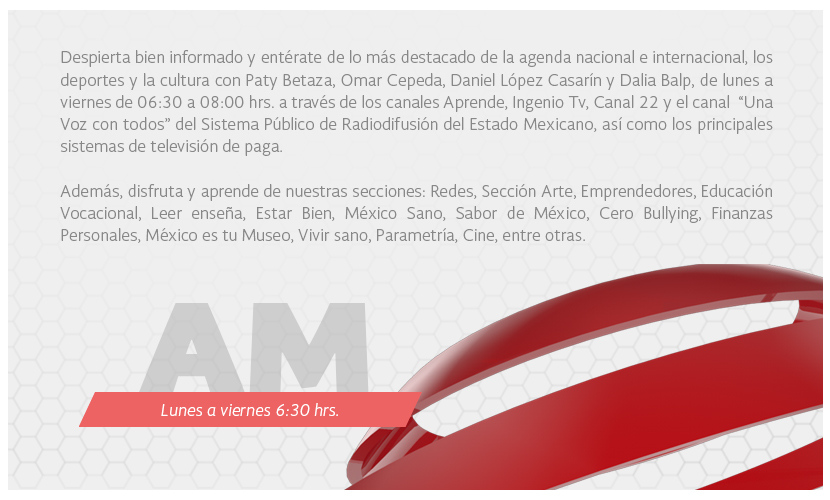 Despierta bien informado y entérate de lo más destacado de la agenda nacional e internacional, los
deportes y la cultura con Paty Betaza, Omar Cepeda, Daniel López Casarín y Dalia Balp, de lunes a
viernes de 06:30 a 08:00 hrs. a través de los canales Aprende, Ingenio Tv, Canal 22 y el canal “Una
Voz con todos” del Sistema Público de Radiodifusión del Estado Mexicano, así como los principales
sistemas de televisión de paga.
Además, disfruta y aprende de nuestras secciones: Redes, Sección Arte, Emprendedores, Educación
Vocacional, Leer enseña, Estar Bien, México Sano, Sabor de México, Cero Bullying, Finanzas
Personales, México es tu Museo, Vivir sano, Parametría, Cine, entre otras.
AM
Lunes a viernes 6:30 hrs.